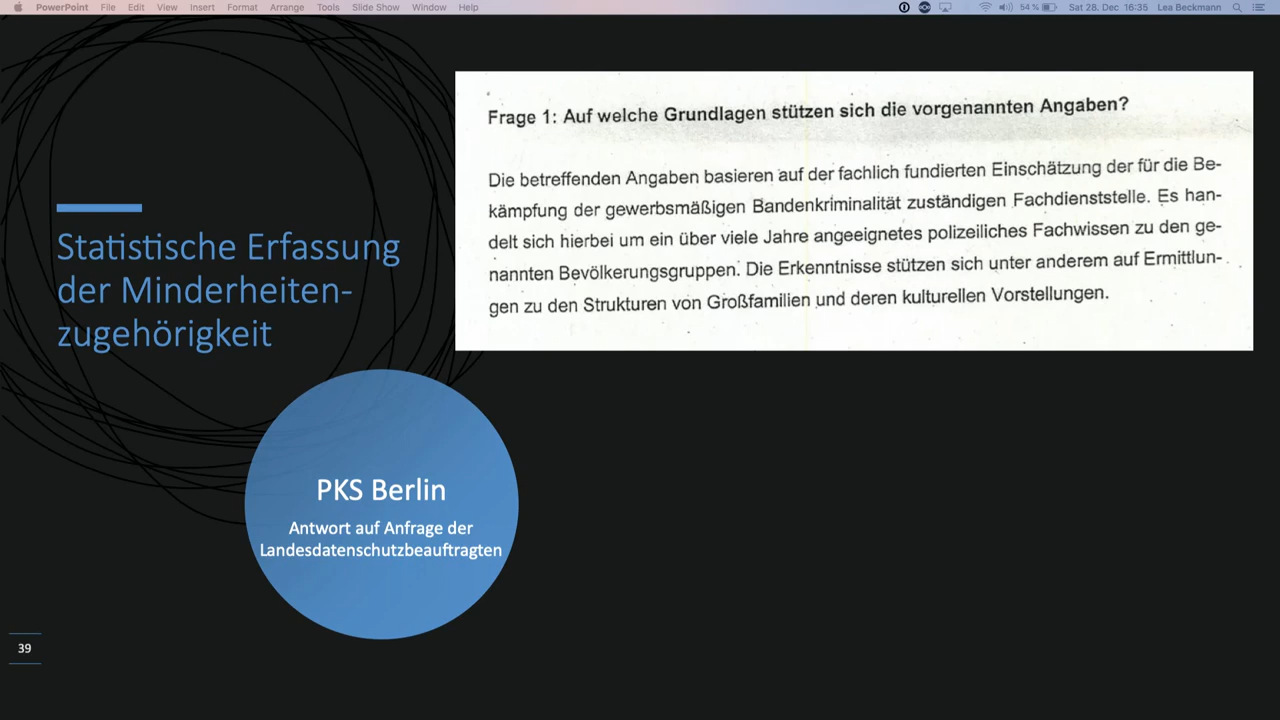 PowerPoint File Edit View Insert Format Arrange Tools Slide Show Window Help 54 % Sat 28. Dec 16:35 Lea Beckmann
Statistische Erfassung
der Minderheiten-
zugehörigkeit
Frage 1: Auf welche Grundlagen stützen sich die vorgenannten Angaben?
Die betreffenden Angaben basieren auf der fachlich fundierten Einschätzung der für die Be-
kämpfung der gewerbsmäßigen Bandenkriminalität zuständigen Fachdienststelle. Es han-
delt sich hierbei um ein über viele Jahre angeeignetes polizeiliches Fachwissen zu den ge-
nannten Bevölkerungsgruppen. Die Erkenntnisse stützen sich unter anderem auf Ermittlun-
gen zu den Strukturen von Großfamilien und deren kulturellen Vorstellungen.
PKS Berlin
Antwort auf Anfrage der
Landesdatenschutzbeauftragten
39